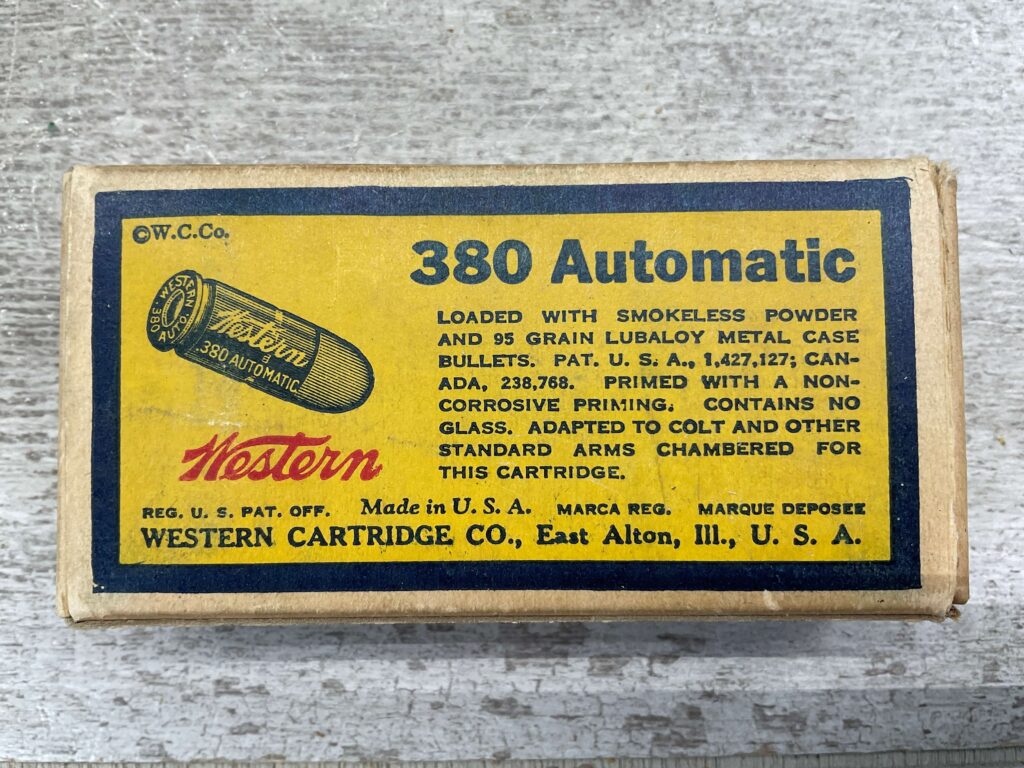 ©W.C.Co.
380 Automatic
WESTERN
.380 AUTO.
Western
.380 AUTOMATIC
LOADED WITH SMOKELESS POWDER
AND 95 GRAIN LUBALOY METAL CASE
BULLETS. PAT. U. S. A., 1,427,127; CAN-
ADA, 238,768. PRIMED WITH A NON-
CORROSIVE PRIMING. CONTAINS NO
GLASS. ADAPTED TO COLT AND OTHER
STANDARD ARMS CHAMBERED FOR
THIS CARTRIDGE.
Western
REG. U. S. PAT. OFF. Made in U. S. A. MARCA REG. MARQUE DEPOSEE
WESTERN CARTRIDGE CO., East Alton, Ill., U. S. A.